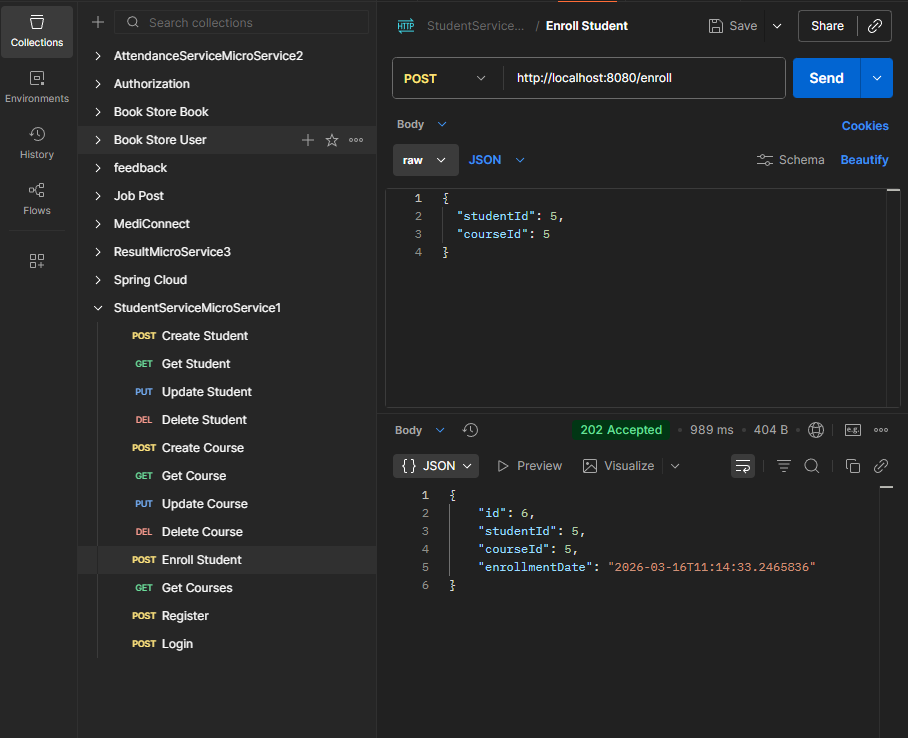 Collections
Environments
History
Flows
Search collections
AttendanceServiceMicroService2
Authorization
Book Store Book
Book Store User
feedback
Job Post
MediConnect
ResultMicroService3
Spring Cloud
StudentServiceMicroService1
POST Create Student
GET Get Student
PUT Update Student
DEL Delete Student
POST Create Course
GET Get Course
PUT Update Course
DEL Delete Course
POST Enroll Student
GET Get Courses
POST Register
POST Login
HTTP StudentService... / Enroll Student Save Share
POST http://localhost:8080/enroll Send
Body Cookies
raw JSON Schema Beautify
1 {
2 "studentId": 5,
3 "courseId": 5
4 }
Body 202 Accepted • 989 ms • 404 B • e.g.
{} JSON Preview Visualize
1 {
2 "id": 6,
3 "studentId": 5,
4 "courseId": 5,
5 "enrollmentDate": "2026-03-16T11:14:33.2465836"
6 }